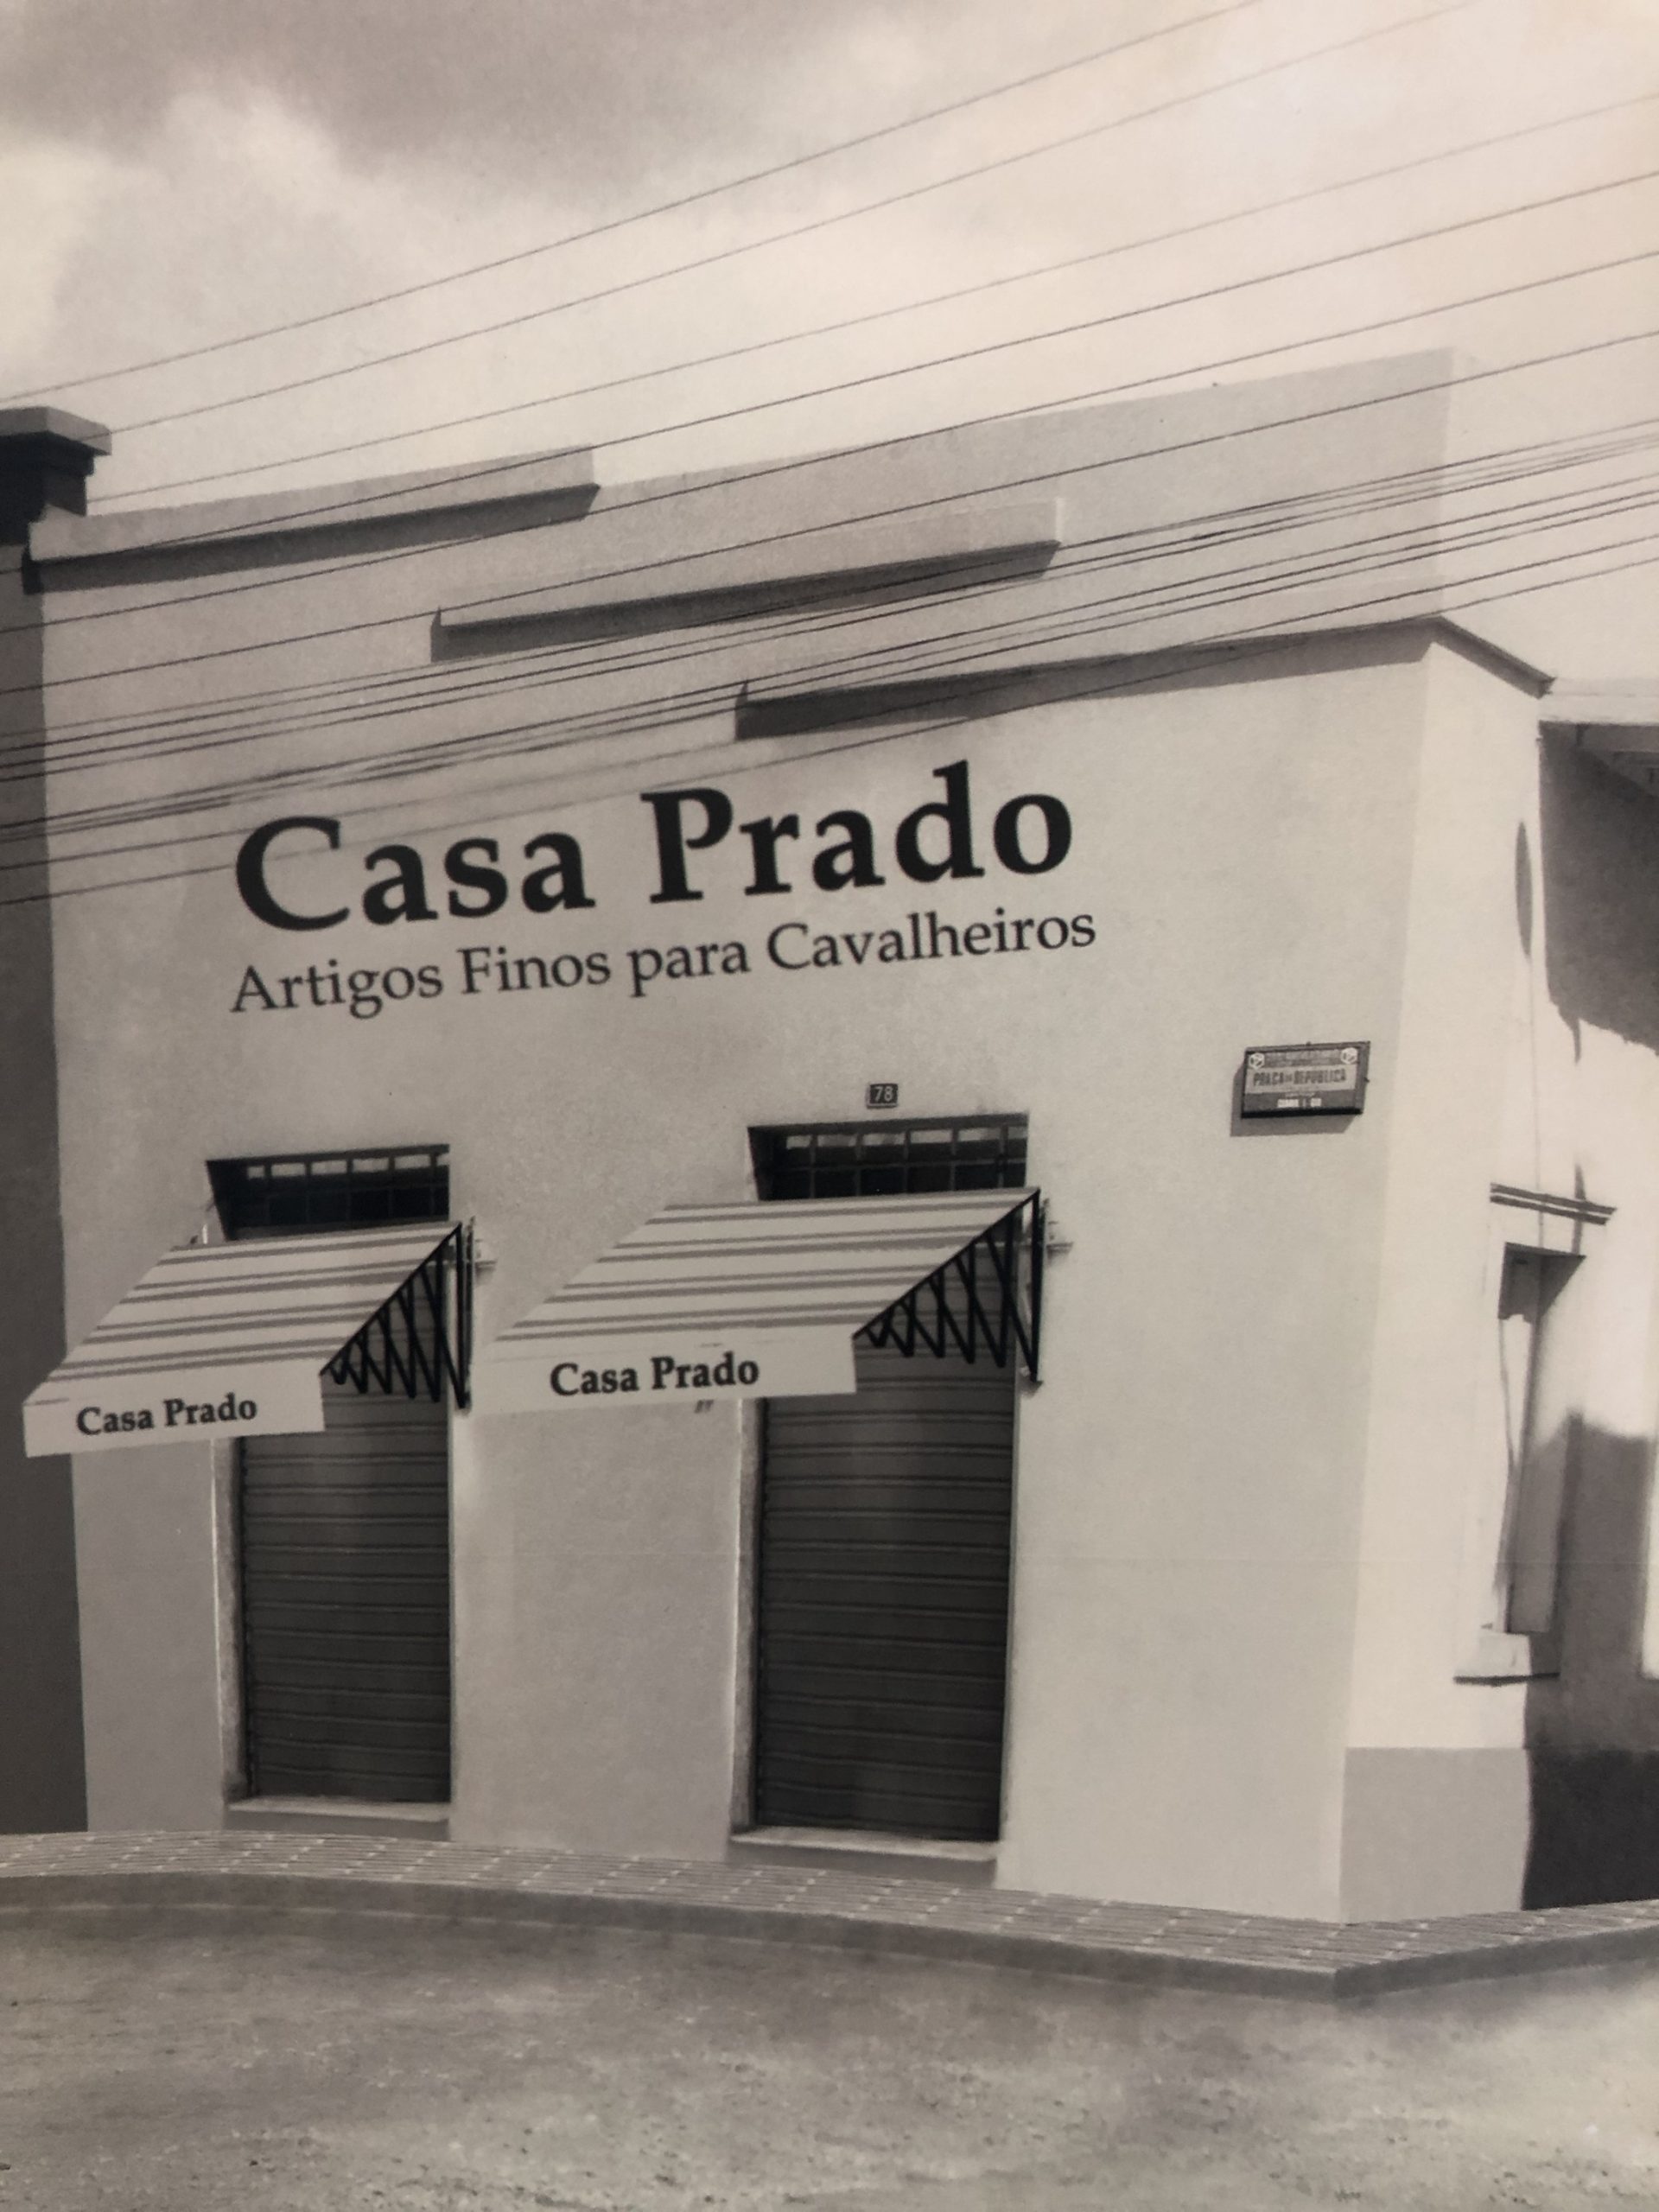 Casa Prado
Artigos Finos para Cavalheiros
78
PRAÇA DA REPÚBLICA
Casa Prado
Casa Prado